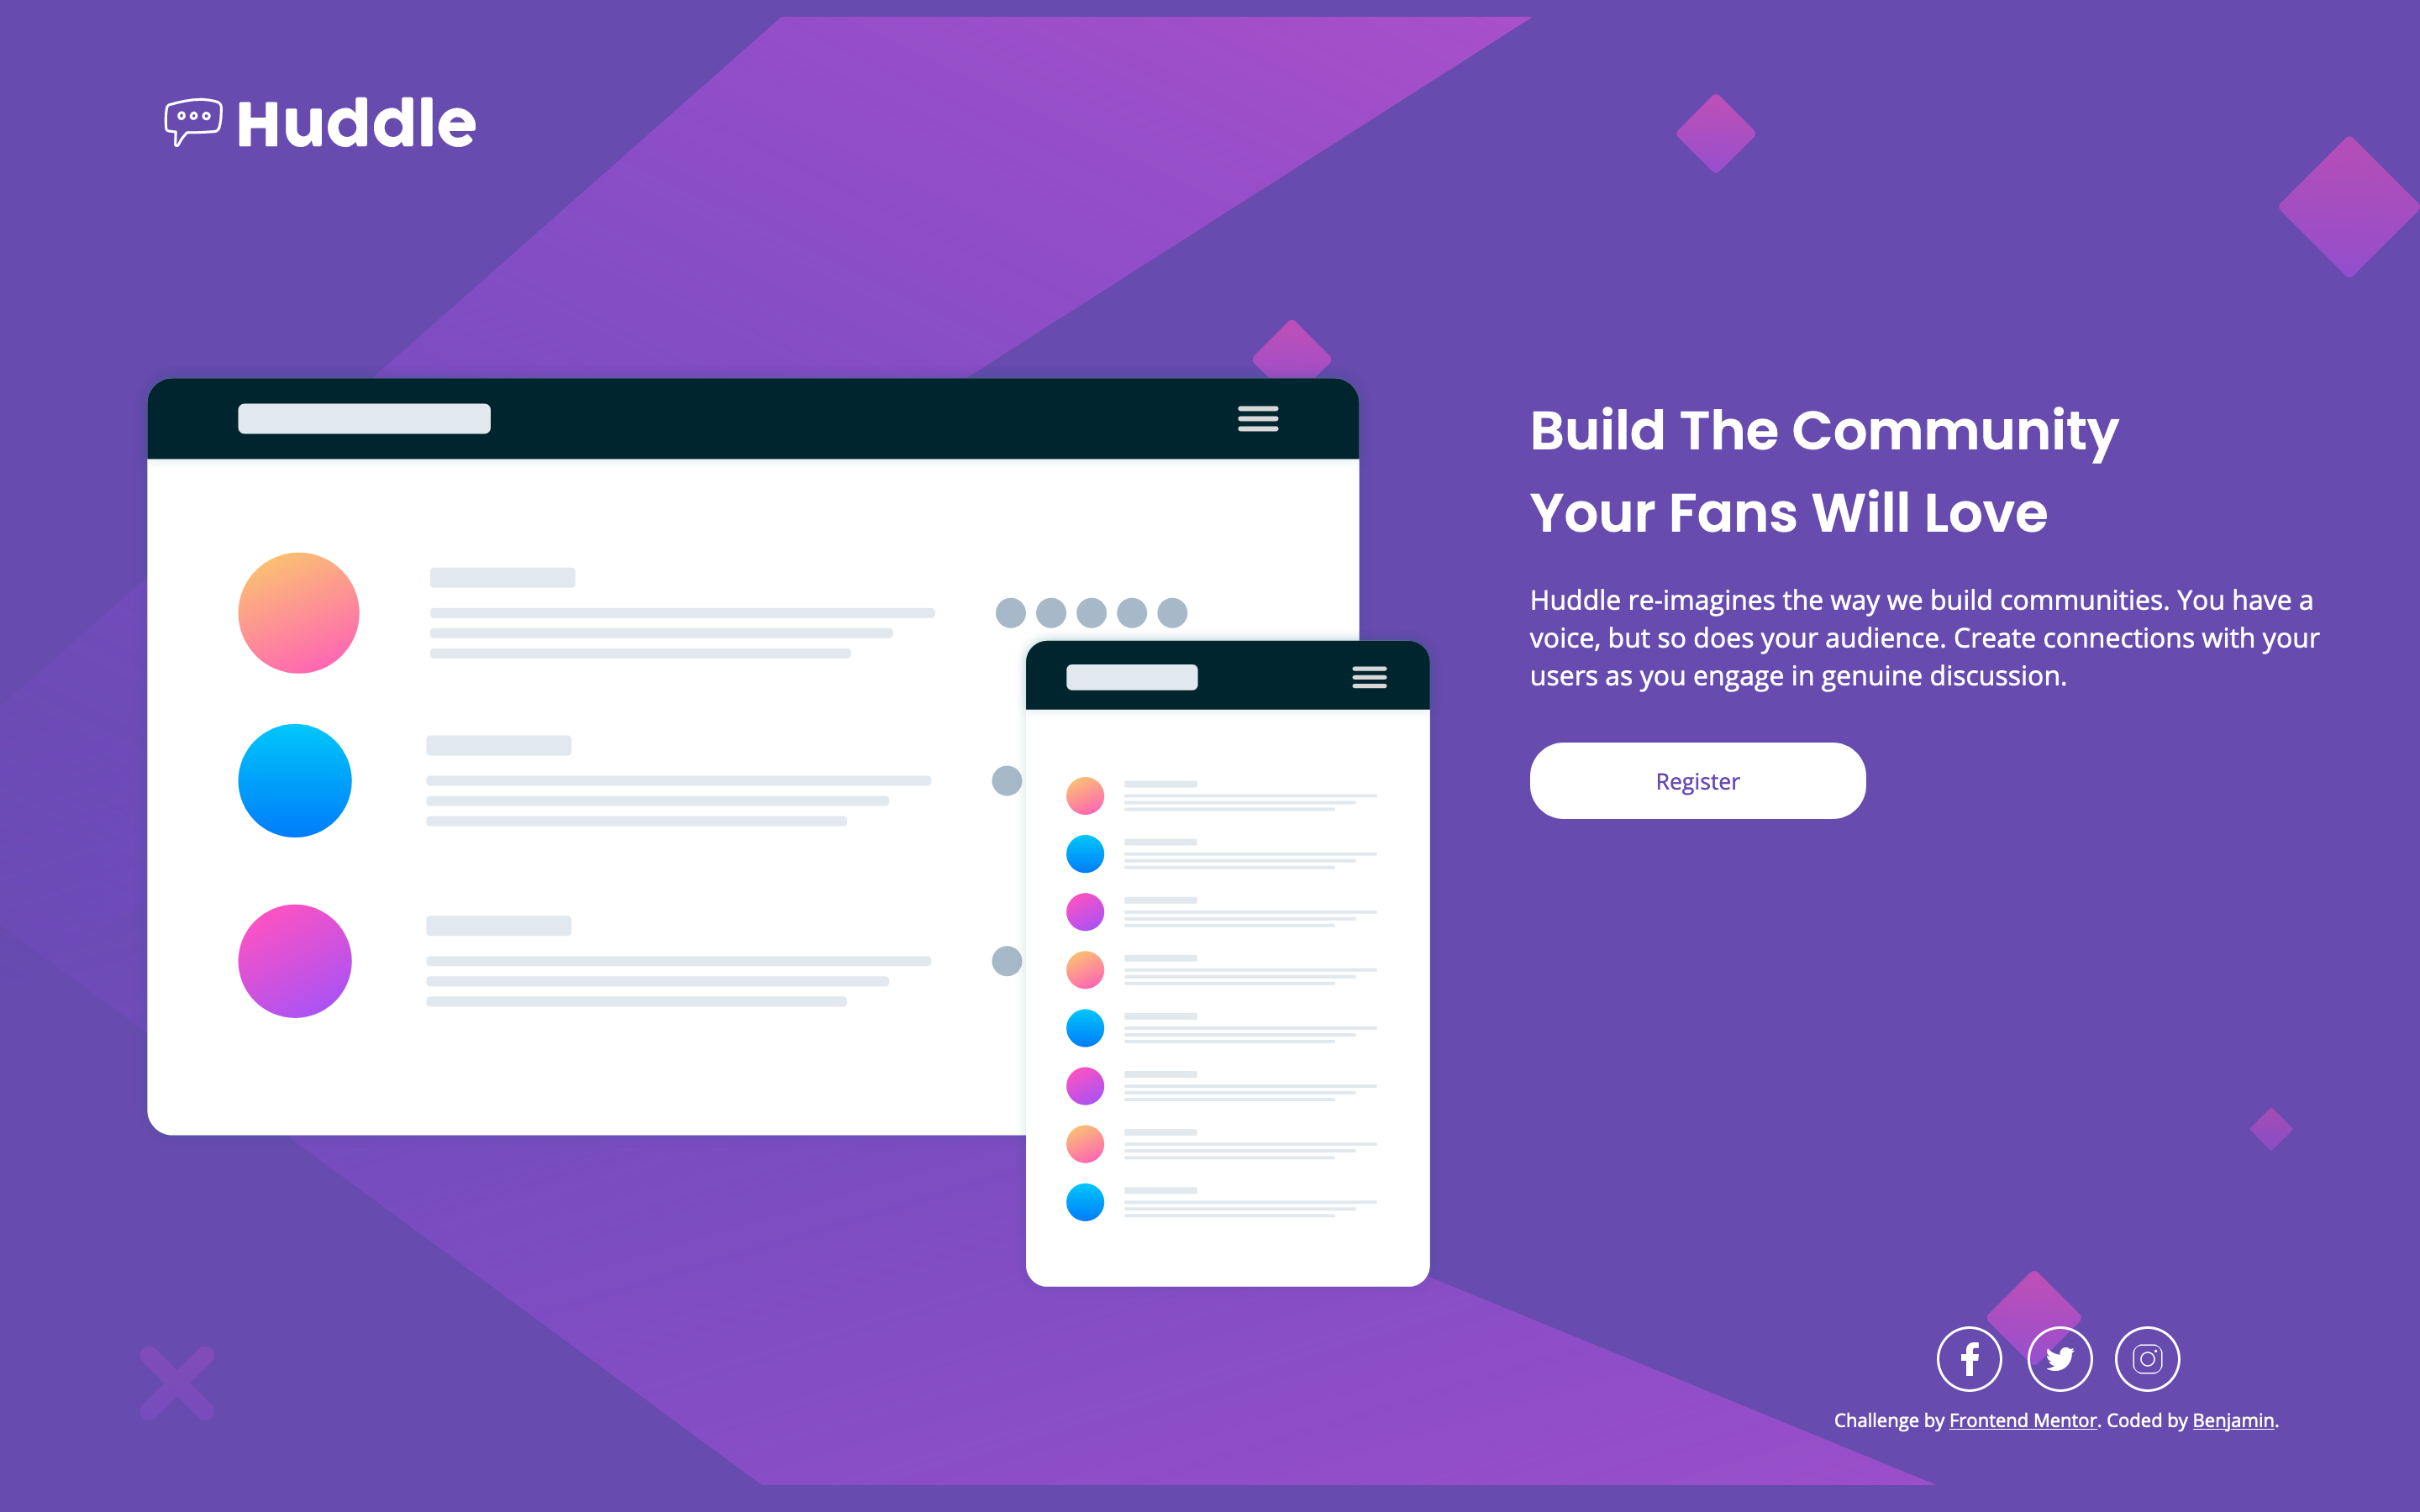 Huddle
Build The Community
Your Fans Will Love
Huddle re-imagines the way we build communities. You have a
voice, but so does your audience. Create connections with your
users as you engage in genuine discussion.
Register
Challenge by Frontend Mentor. Coded by Benjamin.